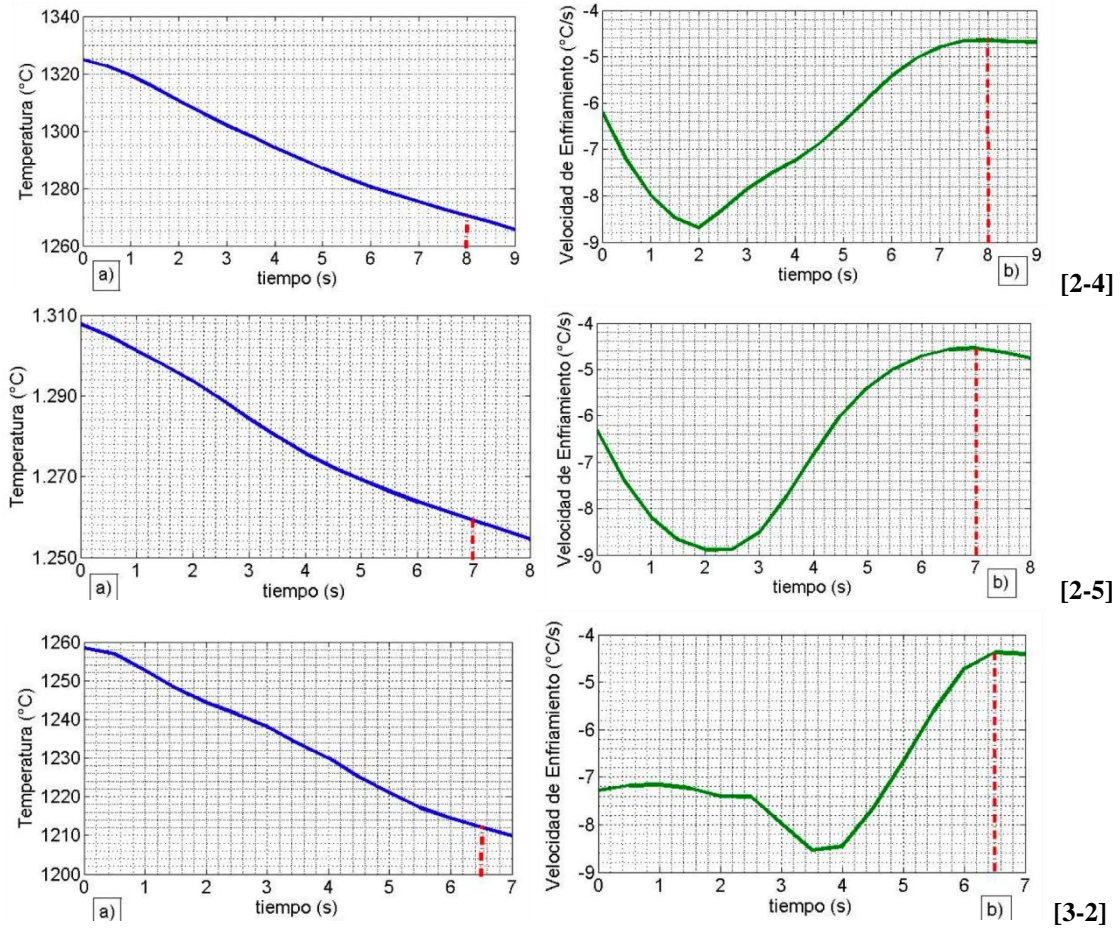 Temperatura (°C)
1340
1320
1300
1280
1260
0 1 2 3 4 5 6 7 8 9
a)
tiempo (s)
Velocidad de Enfriamiento (°C/s)
-4
-5
-6
-7
-8
-9
0 1 2 3 4 5 6 7 8 9
b)
tiempo (s)
[2-4]
Temperatura (°C)
1.310
1.290
1.270
1.250
0 1 2 3 4 5 6 7 8
a)
tiempo (s)
Velocidad de Enfriamiento (°C/s)
-4
-5
-6
-7
-8
-9
0 1 2 3 4 5 6 7 8
b)
tiempo (s)
[2-5]
Temperatura (°C)
1260
1250
1240
1230
1220
1210
1200
0 1 2 3 4 5 6 7
a)
tiempo (s)
Velocidad de Enfriamiento (°C/s)
-4
-5
-6
-7
-8
-9
0 1 2 3 4 5 6 7
b)
tiempo (s)
[3-2]